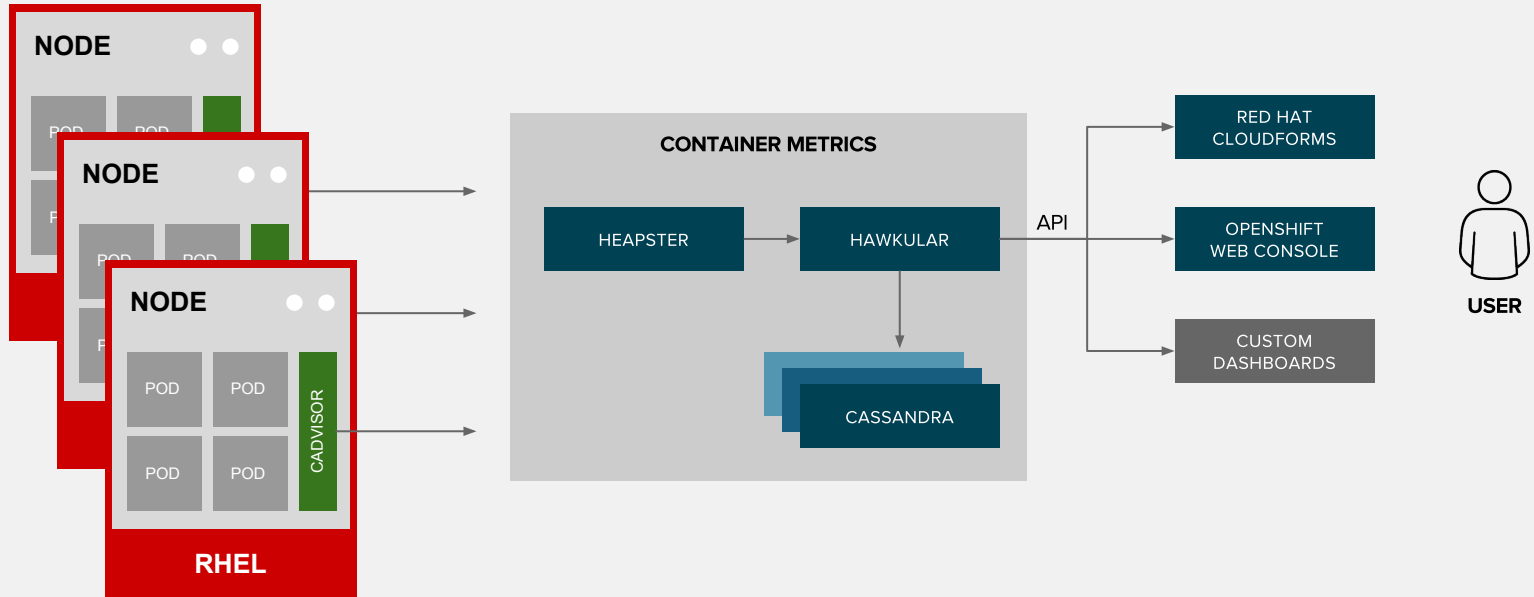 NODE
POD POD
NODE
POD POD
NODE
POD POD
POD POD
CADVISOR
RHEL
CONTAINER METRICS
HEAPSTER
HAWKULAR
CASSANDRA
API
RED HAT
CLOUDFORMS
OPENSHIFT
WEB CONSOLE
CUSTOM
DASHBOARDS
USER